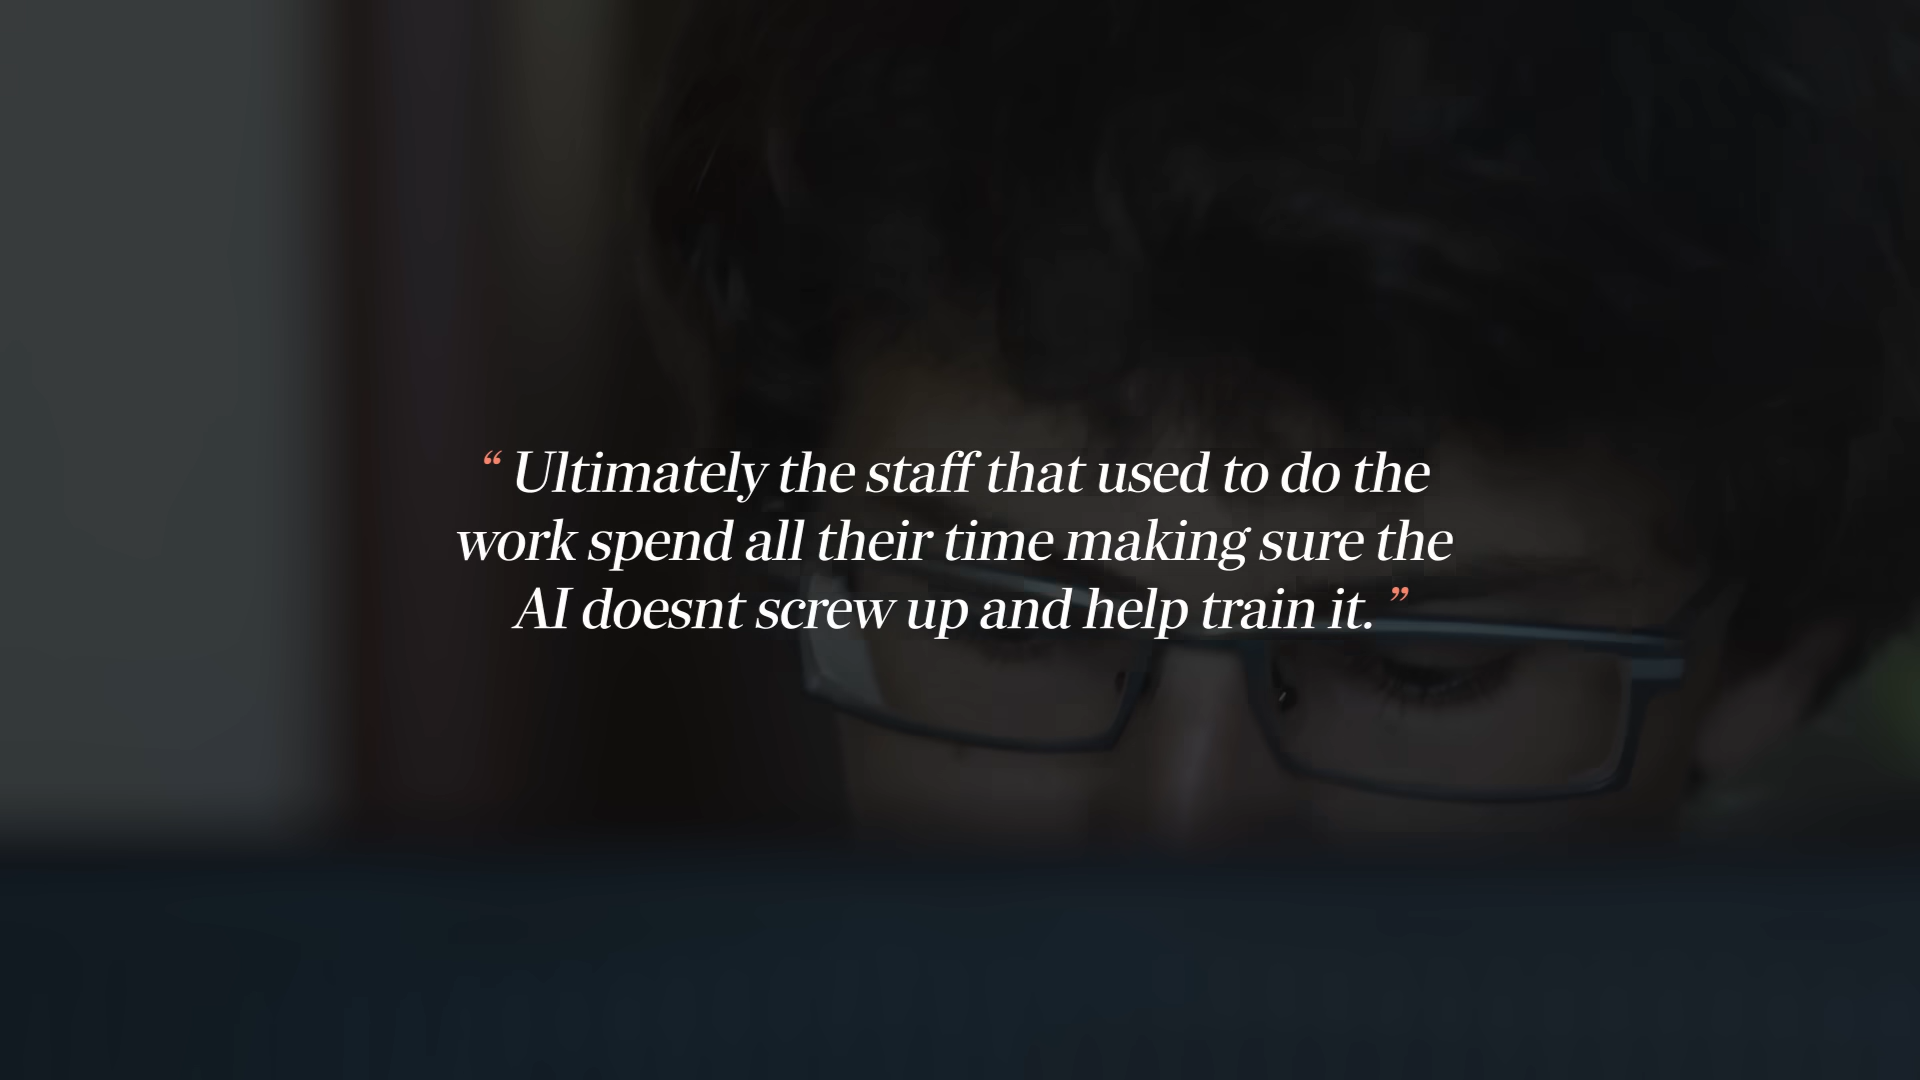 “ Ultimately the staff that used to do the
work spend all their time making sure the
AI doesnt screw up and help train it. ”